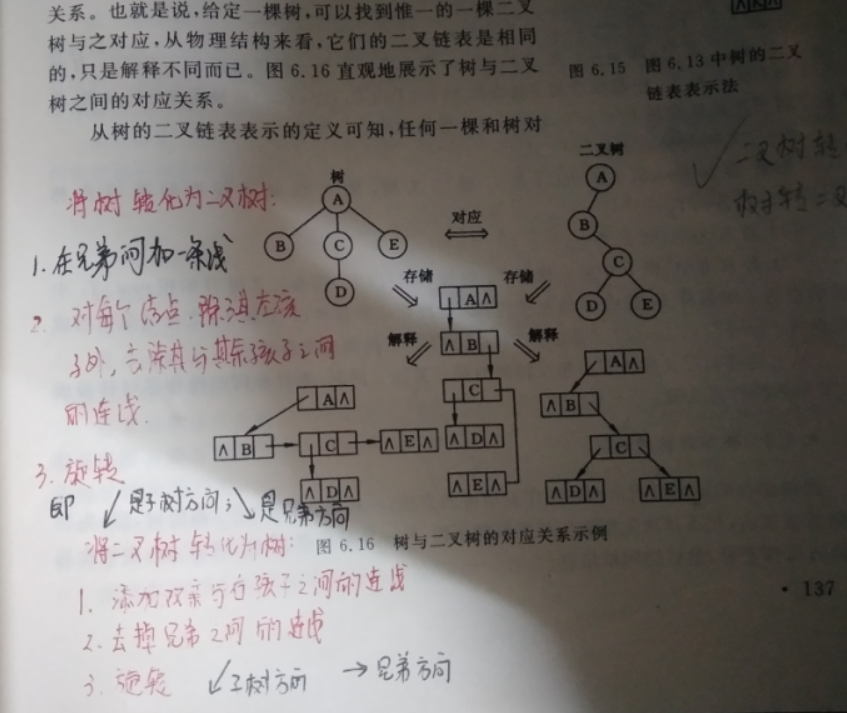 关系。也就是说,给定一棵树,可以找到惟一的一棵二叉
树与之对应,从物理结构来看,它们的二叉链表是相同
的,只是解释不同而已。图6.16直观地展示了树与二叉
树之间的对应关系。
图6.15 图6.13中树的二叉
链表表示法
从树的二叉链表表示的定义可知,任何一棵和树对
二叉树转
树转二叉
将树转化为二叉树:
1.在兄弟间加一条线
2.对每个结点.除其左孩
子外,去除其与其余孩子之间
的连线.
3.旋转
即 ↙是子树方向;↘是兄弟方向
树
A
B C E
D
对应
二叉树
A
B
C
D E
存储 存储
A ∧
∧ B
解释 解释
C
∧ D ∧
∧ E ∧
A ∧
∧ B C ∧ E ∧
∧ D ∧
A ∧
∧ B
C
∧ D ∧ ∧ E ∧
图6.16 树与二叉树的对应关系示例
将二叉树转化为树:
1.添加双亲与右孩子之间的连线
2.去掉兄弟之间的连线
3.旋转 ↙子树方向 →兄弟方向
· 137